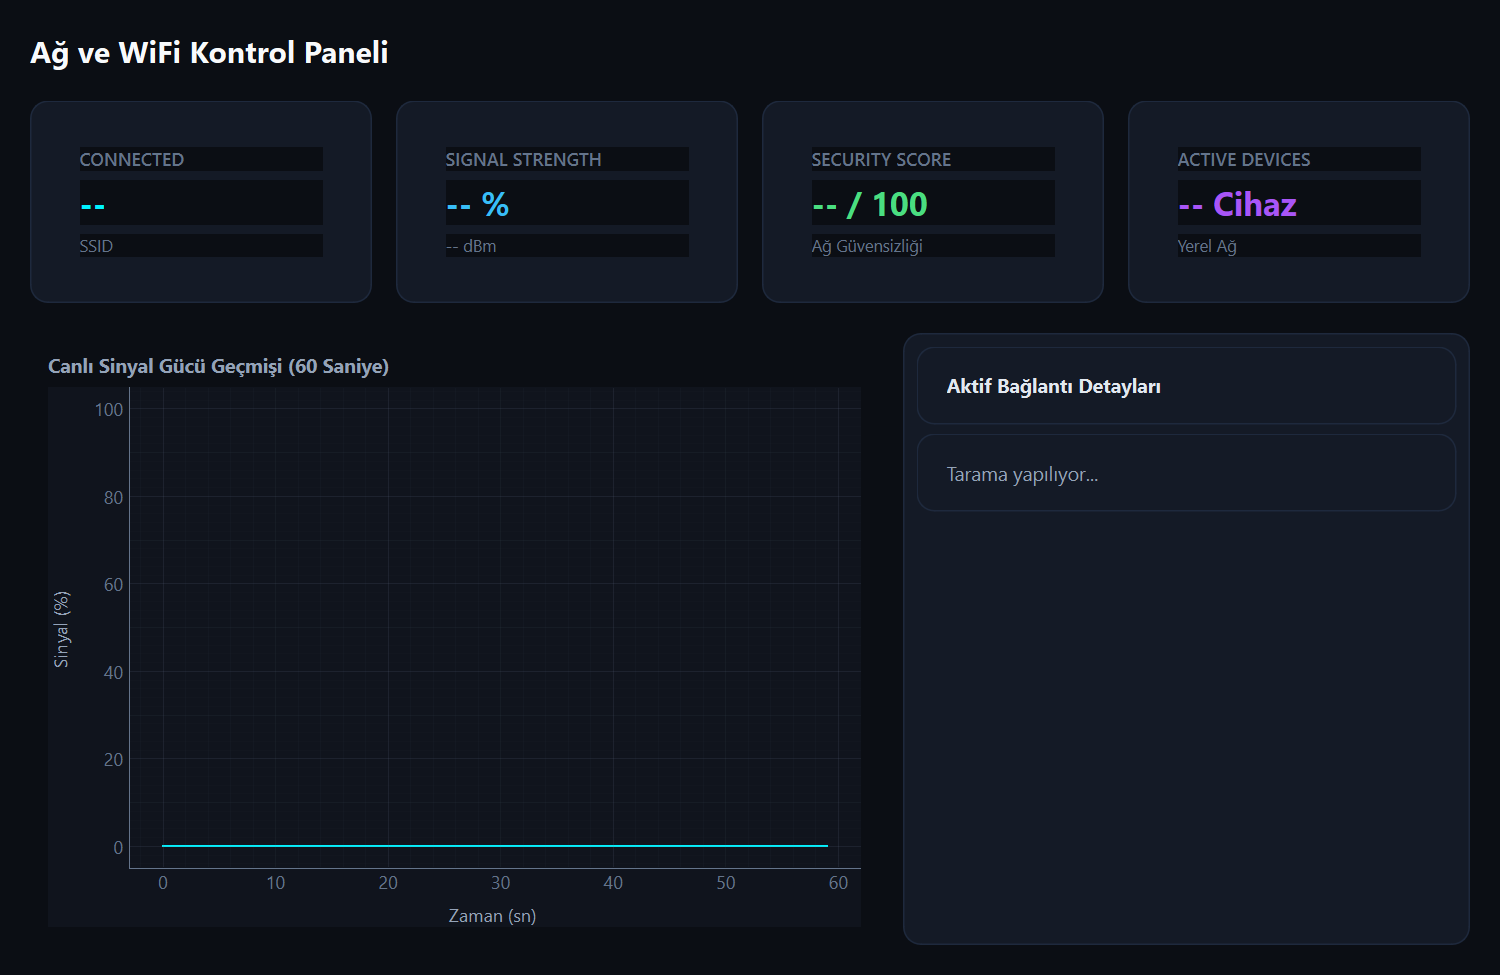 Ağ ve WiFi Kontrol Paneli
CONNECTED
--
SSID
SIGNAL STRENGTH
-- %
-- dBm
SECURITY SCORE
-- / 100
Ağ Güvensizliği
ACTIVE DEVICES
-- Cihaz
Yerel Ağ
Canlı Sinyal Gücü Geçmişi (60 Saniye)
100
80
60
40
20
0
Sinyal (%)
0 10 20 30 40 50 60
Zaman (sn)
Aktif Bağlantı Detayları
Tarama yapılıyor...